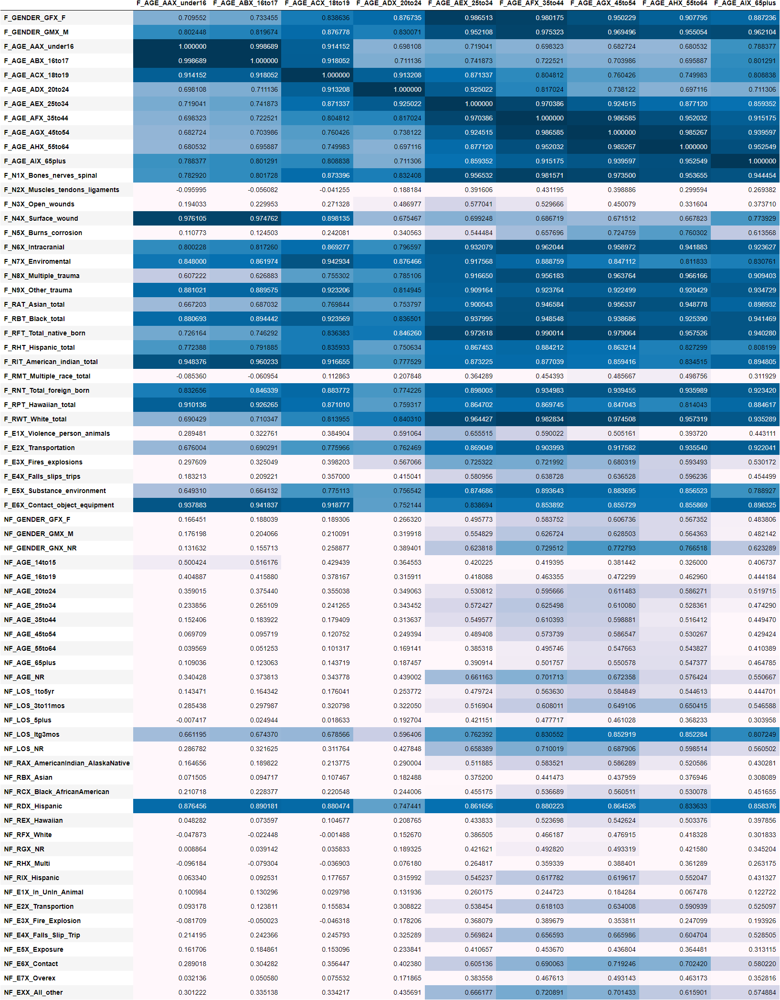 F_AGE_AAX_under16 F_AGE_ABX_16to17 F_AGE_ACX_18to19 F_AGE_ADX_20to24 F_AGE_AEX_25to34 F_AGE_AFX_35to44 F_AGE_AGX_45to54 F_AGE_AHX_55to64 F_AGE_AIX_65plus
F_GENDER_GFX_F 0.709552 0.733455 0.838636 0.876735 0.986513 0.980175 0.950229 0.907795 0.887236
F_GENDER_GMX_M 0.802448 0.819674 0.876778 0.830071 0.952108 0.975323 0.969496 0.955054 0.962104
F_AGE_AAX_under16 1.000000 0.998689 0.914152 0.698108 0.719041 0.698323 0.682724 0.680532 0.788377
F_AGE_ABX_16to17 0.998689 1.000000 0.918052 0.711136 0.741873 0.722521 0.703986 0.695887 0.801291
F_AGE_ACX_18to19 0.914152 0.918052 1.000000 0.913208 0.871337 0.804812 0.760426 0.749983 0.808838
F_AGE_ADX_20to24 0.698108 0.711136 0.913208 1.000000 0.925022 0.817024 0.738122 0.697116 0.711306
F_AGE_AEX_25to34 0.719041 0.741873 0.871337 0.925022 1.000000 0.970386 0.924515 0.877120 0.859352
F_AGE_AFX_35to44 0.698323 0.722521 0.804812 0.817024 0.970386 1.000000 0.986585 0.952032 0.915175
F_AGE_AGX_45to54 0.682724 0.703986 0.760426 0.738122 0.924515 0.986585 1.000000 0.985267 0.939597
F_AGE_AHX_55to64 0.680532 0.695887 0.749983 0.697116 0.877120 0.952032 0.985267 1.000000 0.952549
F_AGE_AIX_65plus 0.788377 0.801291 0.808838 0.711306 0.859352 0.915175 0.939597 0.952549 1.000000
F_N1X_Bones_nerves_spinal 0.782920 0.801728 0.873396 0.832408 0.956532 0.981571 0.973500 0.953655 0.944454
F_N2X_Muscles_tendons_ligaments -0.095995 -0.056082 -0.041255 0.188184 0.391606 0.431195 0.398886 0.299594 0.269382
F_N3X_Open_wounds 0.194033 0.229953 0.271328 0.486977 0.577041 0.529666 0.450079 0.331604 0.373710
F_N4X_Surface_wound 0.976105 0.974762 0.898135 0.675467 0.699248 0.686719 0.671512 0.667823 0.773929
F_N5X_Burns_corrosion 0.110773 0.124503 0.242081 0.340563 0.544484 0.657696 0.724759 0.760302 0.613568
F_N6X_Intracranial 0.800228 0.817260 0.869277 0.796597 0.932079 0.962044 0.958972 0.941883 0.923627
F_N7X_Enviromental 0.848000 0.861974 0.942934 0.876466 0.917568 0.888759 0.847112 0.811833 0.830761
F_N8X_Multiple_trauma 0.607222 0.626883 0.755302 0.785106 0.916650 0.956183 0.963764 0.966166 0.909403
F_N9X_Other_trauma 0.881021 0.889575 0.923206 0.814945 0.909164 0.923764 0.922499 0.920429 0.934729
F_RAT_Asian_total 0.667203 0.687032 0.769844 0.753797 0.900543 0.946584 0.956337 0.948778 0.898932
F_RBT_Black_total 0.880693 0.894442 0.923569 0.836501 0.937995 0.948548 0.938686 0.925390 0.941469
F_RFT_Total_native_born 0.726164 0.746292 0.836383 0.846260 0.972618 0.990014 0.979064 0.957526 0.940280
F_RHT_Hispanic_total 0.772388 0.791885 0.835933 0.750634 0.867453 0.884212 0.863214 0.827299 0.808199
F_RIT_American_indian_total 0.948376 0.960233 0.916655 0.777529 0.873225 0.877039 0.859416 0.834515 0.894805
F_RMT_Multiple_race_total -0.085360 -0.060954 0.112863 0.207848 0.364289 0.454393 0.485667 0.498756 0.311929
F_RNT_Total_foreign_born 0.832656 0.846339 0.883772 0.774226 0.898005 0.934983 0.939455 0.935989 0.923420
F_RPT_Hawaiian_total 0.910136 0.926265 0.871010 0.759317 0.864702 0.869745 0.847043 0.814043 0.884617
F_RWT_White_total 0.690429 0.710347 0.813955 0.840310 0.964427 0.982834 0.974508 0.957319 0.935289
F_E1X_Violence_person_animals 0.289481 0.322761 0.384904 0.591064 0.655515 0.590022 0.505161 0.393720 0.443111
F_E2X_Transportation 0.676004 0.690291 0.775966 0.762469 0.869049 0.903993 0.917582 0.935540 0.922041
F_E3X_Fires_explosions 0.297609 0.325049 0.398203 0.567066 0.725322 0.721992 0.680319 0.593493 0.530172
F_E4X_Falls_slips_trips 0.183213 0.209221 0.357000 0.415041 0.580956 0.638728 0.636528 0.596236 0.454499
F_E5X_Substance_environment 0.649310 0.664132 0.775113 0.756542 0.874686 0.893643 0.883695 0.856523 0.788927
F_E6X_Contact_object_equipment 0.937883 0.941837 0.918777 0.752144 0.838694 0.853892 0.855729 0.855869 0.898325
NF_GENDER_GFX_F 0.166451 0.188039 0.189306 0.266320 0.495773 0.583752 0.606736 0.567352 0.483806
NF_GENDER_GMX_M 0.176198 0.204066 0.210091 0.319918 0.554829 0.626724 0.628503 0.564363 0.482142
NF_GENDER_GNX_NR 0.131632 0.155713 0.258877 0.389401 0.623818 0.729512 0.772793 0.766518 0.623289
NF_AGE_14to15 0.500424 0.516176 0.429439 0.364553 0.420225 0.419395 0.381442 0.326000 0.406737
NF_AGE_16to19 0.404887 0.415880 0.378167 0.315911 0.418088 0.463355 0.472299 0.462960 0.444184
NF_AGE_20to24 0.359015 0.375440 0.355038 0.349063 0.530812 0.595666 0.611483 0.586271 0.519715
NF_AGE_25to34 0.233856 0.265109 0.241265 0.343452 0.572427 0.625498 0.610080 0.528361 0.474290
NF_AGE_35to44 0.152406 0.183922 0.179409 0.313637 0.549577 0.610393 0.598881 0.516412 0.449470
NF_AGE_45to54 0.069709 0.095719 0.120752 0.249394 0.489408 0.573739 0.586547 0.530267 0.429424
NF_AGE_55to64 0.039569 0.051253 0.101317 0.169141 0.385318 0.495746 0.547663 0.543827 0.410389
NF_AGE_65plus 0.109036 0.123063 0.143719 0.187457 0.390914 0.501757 0.550578 0.547377 0.464785
NF_AGE_NR 0.340428 0.373813 0.343778 0.439002 0.661163 0.701713 0.672358 0.576424 0.550667
NF_LOS_1to5yr 0.143471 0.164342 0.176041 0.253772 0.479724 0.563630 0.584849 0.544613 0.444701
NF_LOS_3to11mos 0.285438 0.297987 0.320798 0.322050 0.516904 0.608011 0.649106 0.650415 0.546588
NF_LOS_5plus -0.007417 0.024944 0.018633 0.192704 0.421151 0.477717 0.461028 0.368233 0.303958
NF_LOS_ltg3mos 0.661195 0.674370 0.678566 0.596406 0.762392 0.830552 0.852919 0.852284 0.807249
NF_LOS_NR 0.286782 0.321625 0.311764 0.427848 0.658389 0.710019 0.687906 0.598514 0.560502
NF_RAX_AmericanIndian_AlaskaNative 0.164656 0.189822 0.213775 0.290004 0.511885 0.583521 0.586289 0.520586 0.430281
NF_RBX_Asian 0.071505 0.094717 0.107467 0.182488 0.375200 0.441473 0.437959 0.376946 0.308089
NF_RCX_Black_AfricanAmerican 0.210718 0.228377 0.220548 0.244006 0.455175 0.536689 0.560511 0.530078 0.451655
NF_RDX_Hispanic 0.876456 0.890181 0.880474 0.747441 0.861656 0.880223 0.864526 0.833633 0.858376
NF_REX_Hawaiian 0.048282 0.073597 0.104677 0.208765 0.433833 0.523698 0.542624 0.503376 0.397856
NF_RFX_White -0.047873 -0.022448 -0.001488 0.152670 0.386505 0.466187 0.476915 0.418328 0.301833
NF_RGX_NR 0.008864 0.039142 0.035833 0.189325 0.421621 0.492820 0.493319 0.421580 0.345204
NF_RHX_Multi -0.096184 -0.079304 -0.036903 0.076180 0.264817 0.359339 0.388401 0.361289 0.263175
NF_RIX_Hispanic 0.063340 0.092531 0.177657 0.315992 0.545237 0.617782 0.619617 0.552047 0.431327
NF_E1X_In_UnIn_Animal 0.100984 0.130296 0.029798 0.131936 0.260175 0.244723 0.184284 0.067478 0.122722
NF_E2X_Transportion 0.093178 0.123811 0.155834 0.308822 0.538454 0.618103 0.634008 0.590939 0.525097
NF_E3X_Fire_Explosion -0.081709 -0.050023 -0.046318 0.178206 0.368079 0.389679 0.353811 0.247099 0.193926
NF_E4X_Falls_Slip_Trip 0.214195 0.242366 0.245793 0.325289 0.569824 0.656593 0.665986 0.604704 0.528505
NF_E5X_Exposure 0.161706 0.184861 0.153096 0.233841 0.410657 0.453670 0.436804 0.364481 0.313115
NF_E6X_Contact 0.289018 0.304282 0.356447 0.402380 0.605136 0.690063 0.719246 0.702420 0.580220
NF_E7X_Overex 0.032136 0.050580 0.075532 0.171865 0.383558 0.467613 0.493143 0.463173 0.352816
NF_EXX_All_other 0.301222 0.335138 0.334217 0.435691 0.666177 0.720891 0.701433 0.615901 0.574884